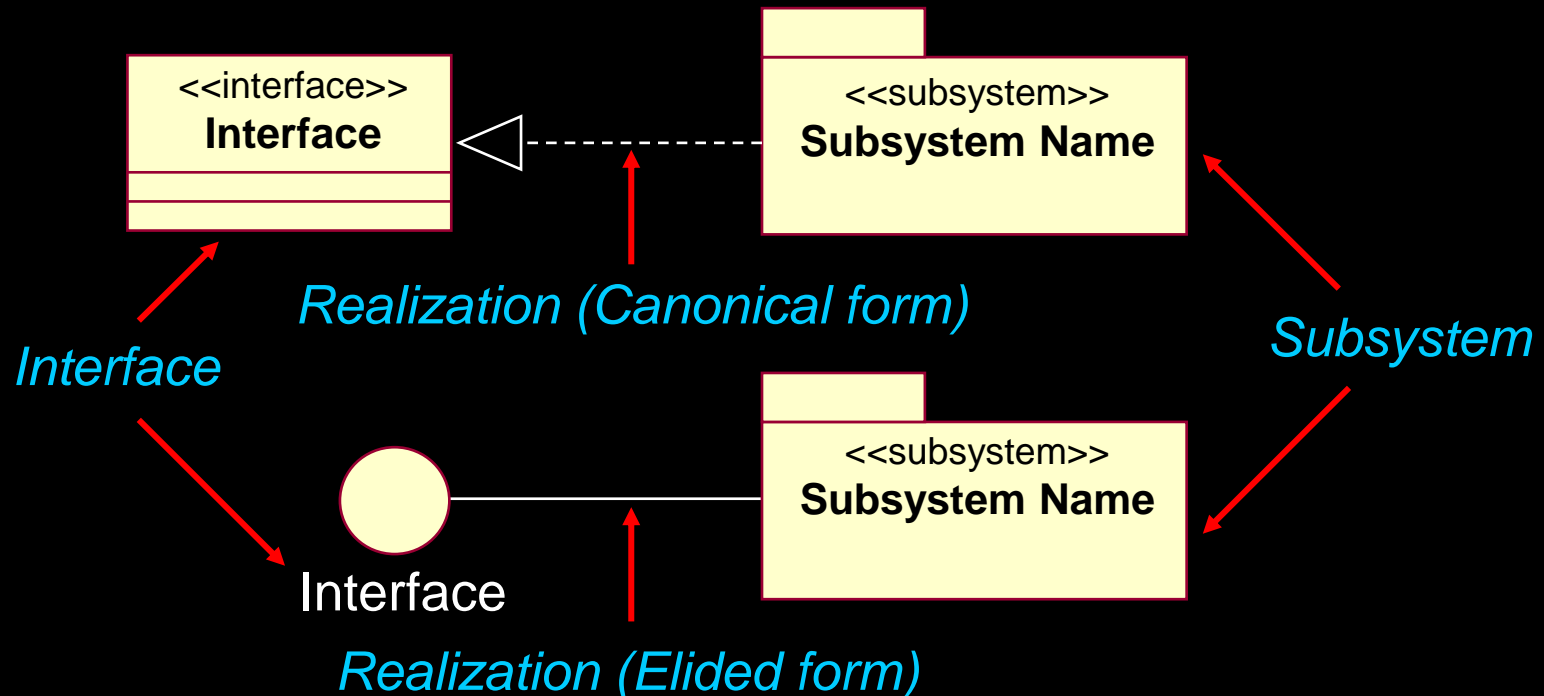 <<interface>>
Interface
<<subsystem>>
Subsystem Name
Realization (Canonical form)
Interface
Subsystem
<<subsystem>>
Subsystem Name
Interface
Realization (Elided form)